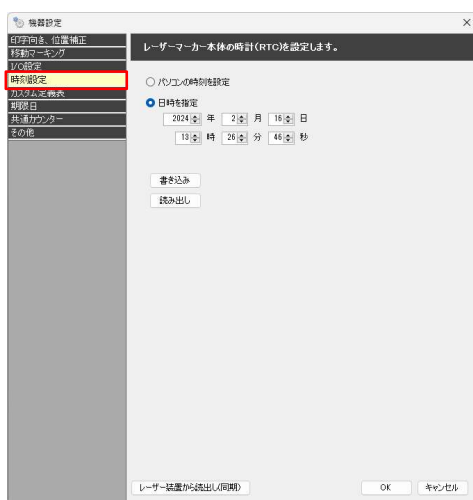 機器設定
印字向き、位置補正
移動マーキング
I/O設定
時刻設定
カスタム定義表
期限日
共通カウンター
その他
レーザーマーカー本体の時計(RTC)を設定します。
パソコンの時刻を設定
日時を指定
2024 年 2 月 16 日
13 時 26 分 46 秒
書き込み
読み出し
レーザー装置から読出し(同期)
OK キャンセル